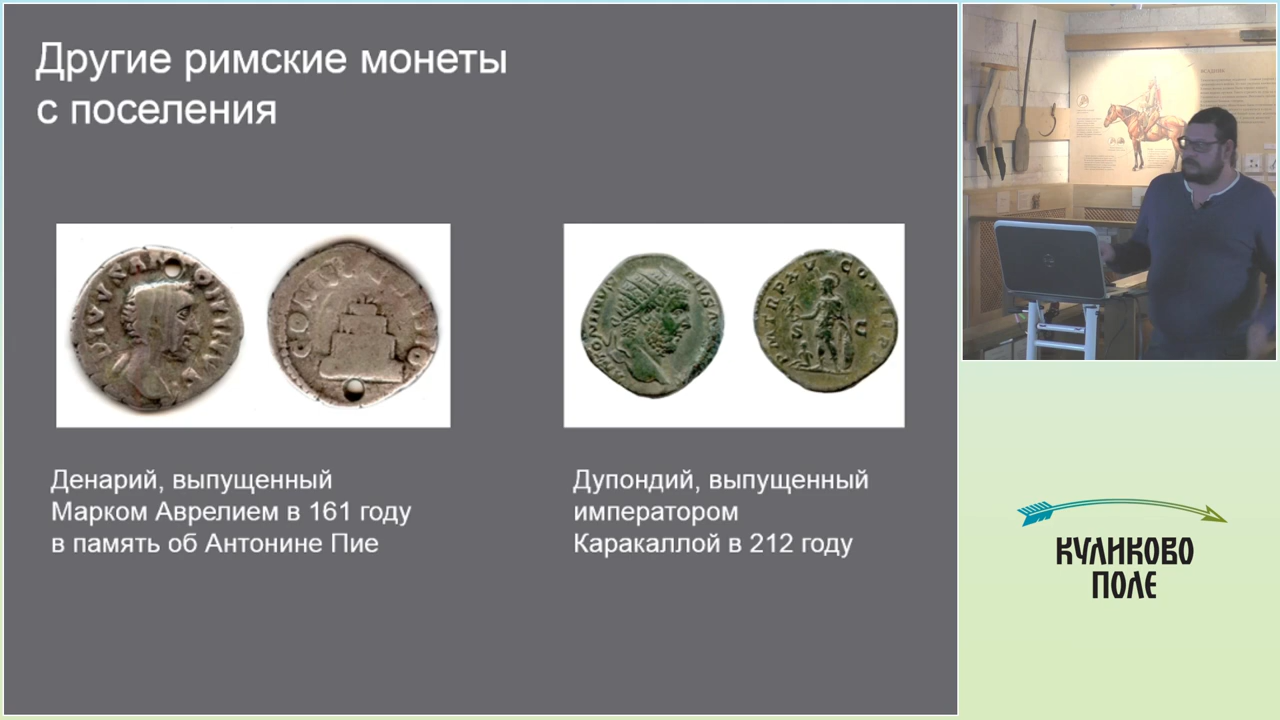 Другие римские монеты
с поселения
Денарий, выпущенный
Марком Аврелием в 161 году
в память об Антонине Пие
Дупондий, выпущенный
императором
Каракаллой в 212 году
КУЛИКОВО
ПОЛЕ